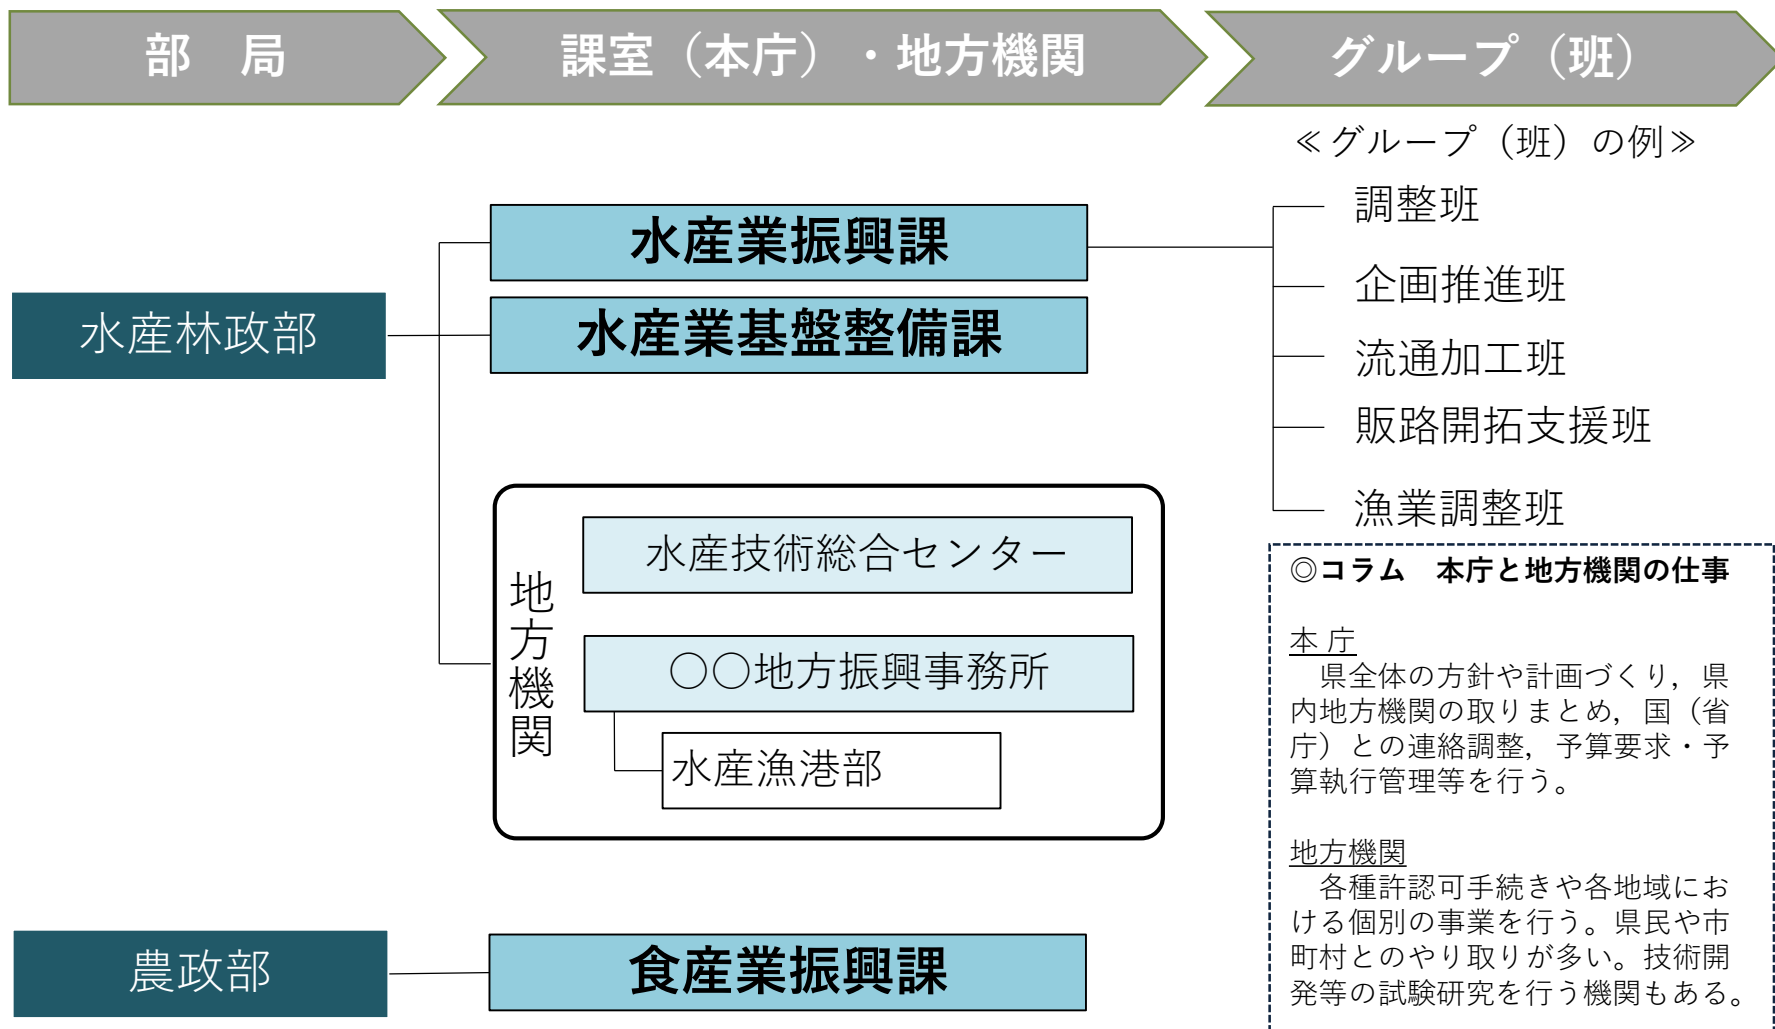 部　局
課室（本庁）・地方機関
グループ（班）
≪グループ（班）の例≫
水産林政部
水産業振興課
水産業基盤整備課
調整班
企画推進班
流通加工班
販路開拓支援班
漁業調整班
地方機関
水産技術総合センター
〇〇地方振興事務所
水産漁港部
農政部
食産業振興課
◎コラム　本庁と地方機関の仕事
本 庁
　県全体の方針や計画づくり，県
内地方機関の取りまとめ，国（省
庁）との連絡調整，予算要求・予
算執行管理等を行う。
地方機関
　各種許認可手続きや各地域にお
ける個別の事業を行う。県民や市
町村とのやり取りが多い。技術開
発等の試験研究を行う機関もある。